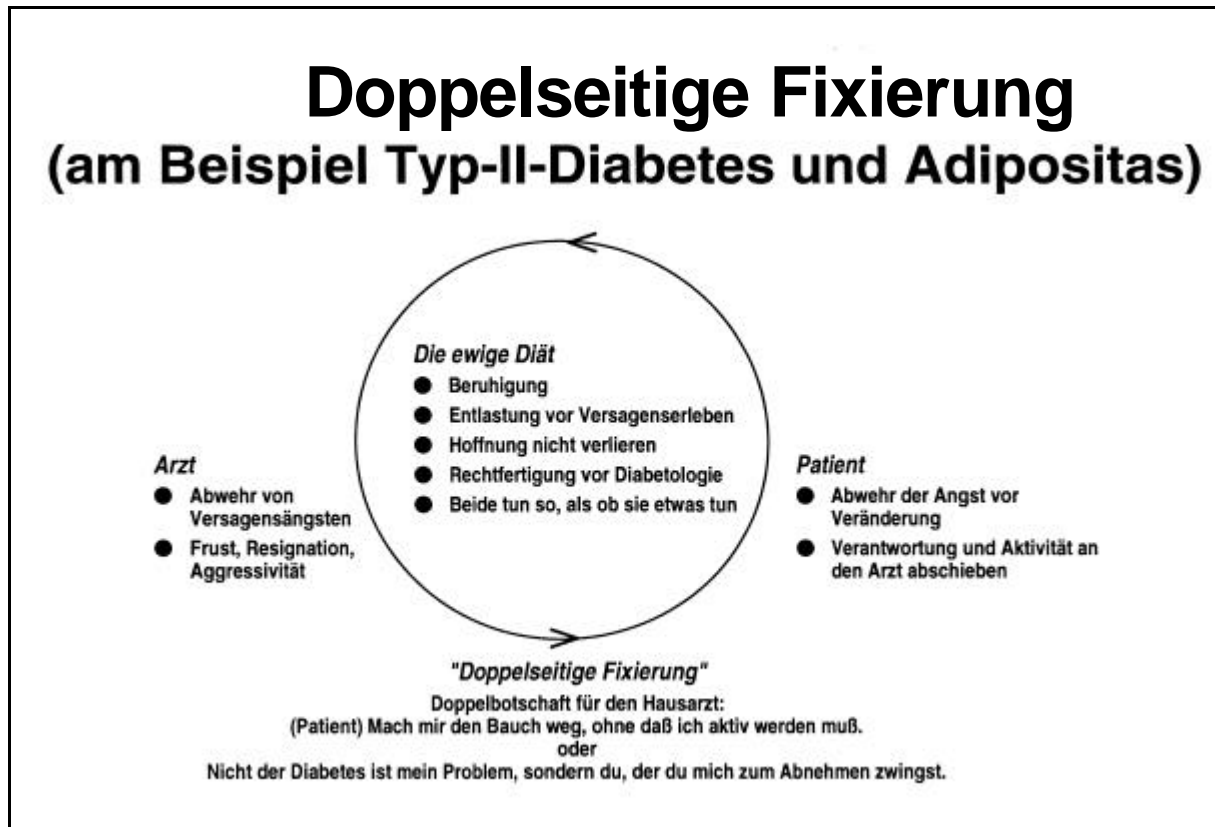 Doppelseitige Fixierung
(am Beispiel Typ-II-Diabetes und Adipositas)
Die ewige Diät
● Beruhigung
● Entlastung vor Versagenserleben
● Hoffnung nicht verlieren
● Rechtfertigung vor Diabetologie
● Beide tun so, als ob sie etwas tun
Arzt
● Abwehr von
Versagensängsten
● Frust, Resignation,
Aggressivität
Patient
● Abwehr der Angst vor
Veränderung
● Verantwortung und Aktivität an
den Arzt abschieben
"Doppelseitige Fixierung"
Doppelbotschaft für den Hausarzt:
(Patient) Mach mir den Bauch weg, ohne daß ich aktiv werden muß.
oder
Nicht der Diabetes ist mein Problem, sondern du, der du mich zum Abnehmen zwingst.